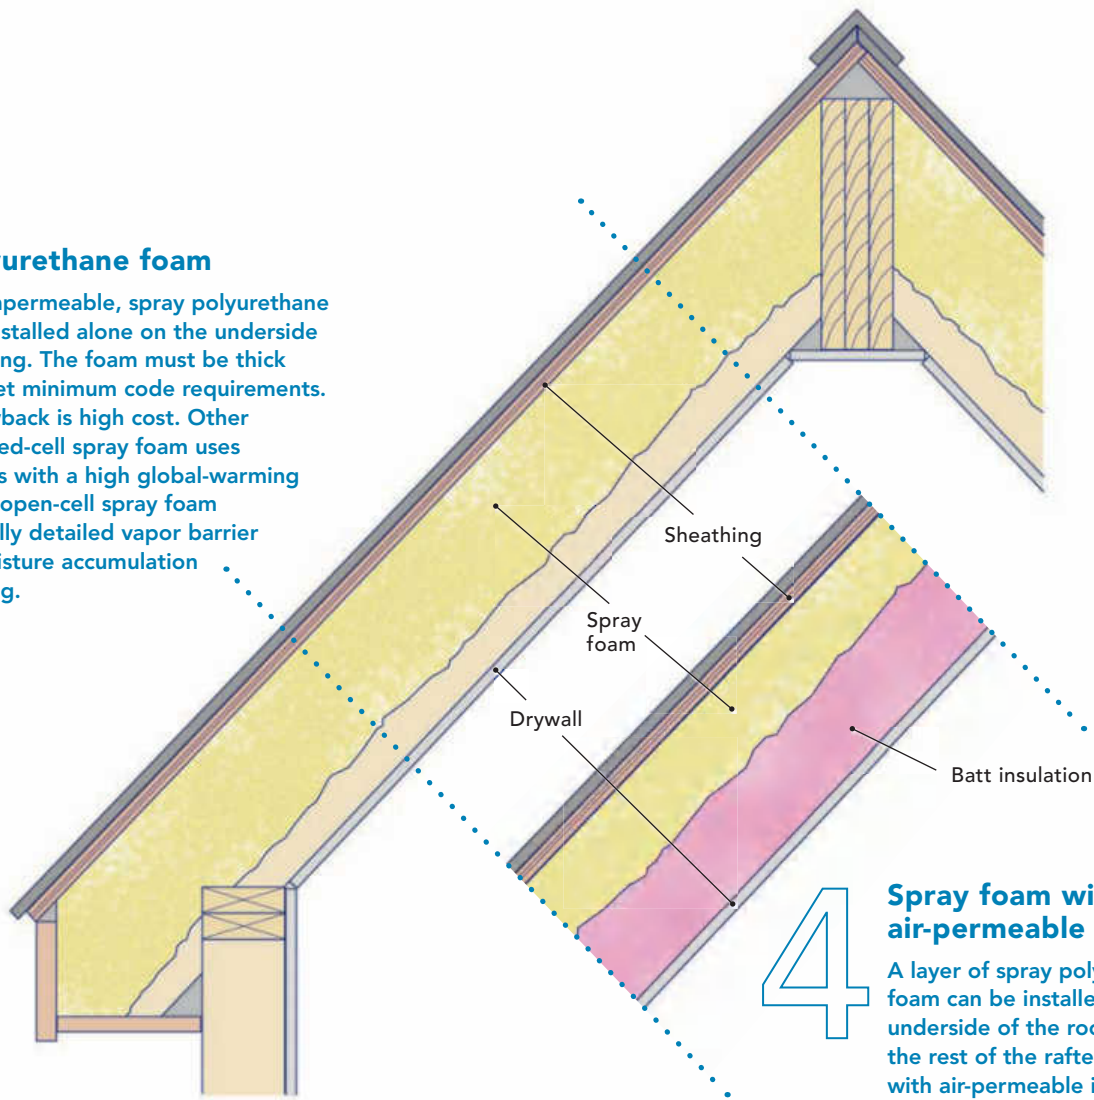 urethane foam
permeable, spray polyurethane
stalled alone on the underside
ng. The foam must be thick
et minimum code requirements.
back is high cost. Other
ed-cell spray foam uses
s with a high global-warming
open-cell spray foam
lly detailed vapor barrier
isture accumulation
g.
Sheathing
Spray
foam
Drywall
Batt insulation
4
Spray foam wi
air-permeable
A layer of spray poly
foam can be installe
underside of the roo
the rest of the rafte
with air-permeable i